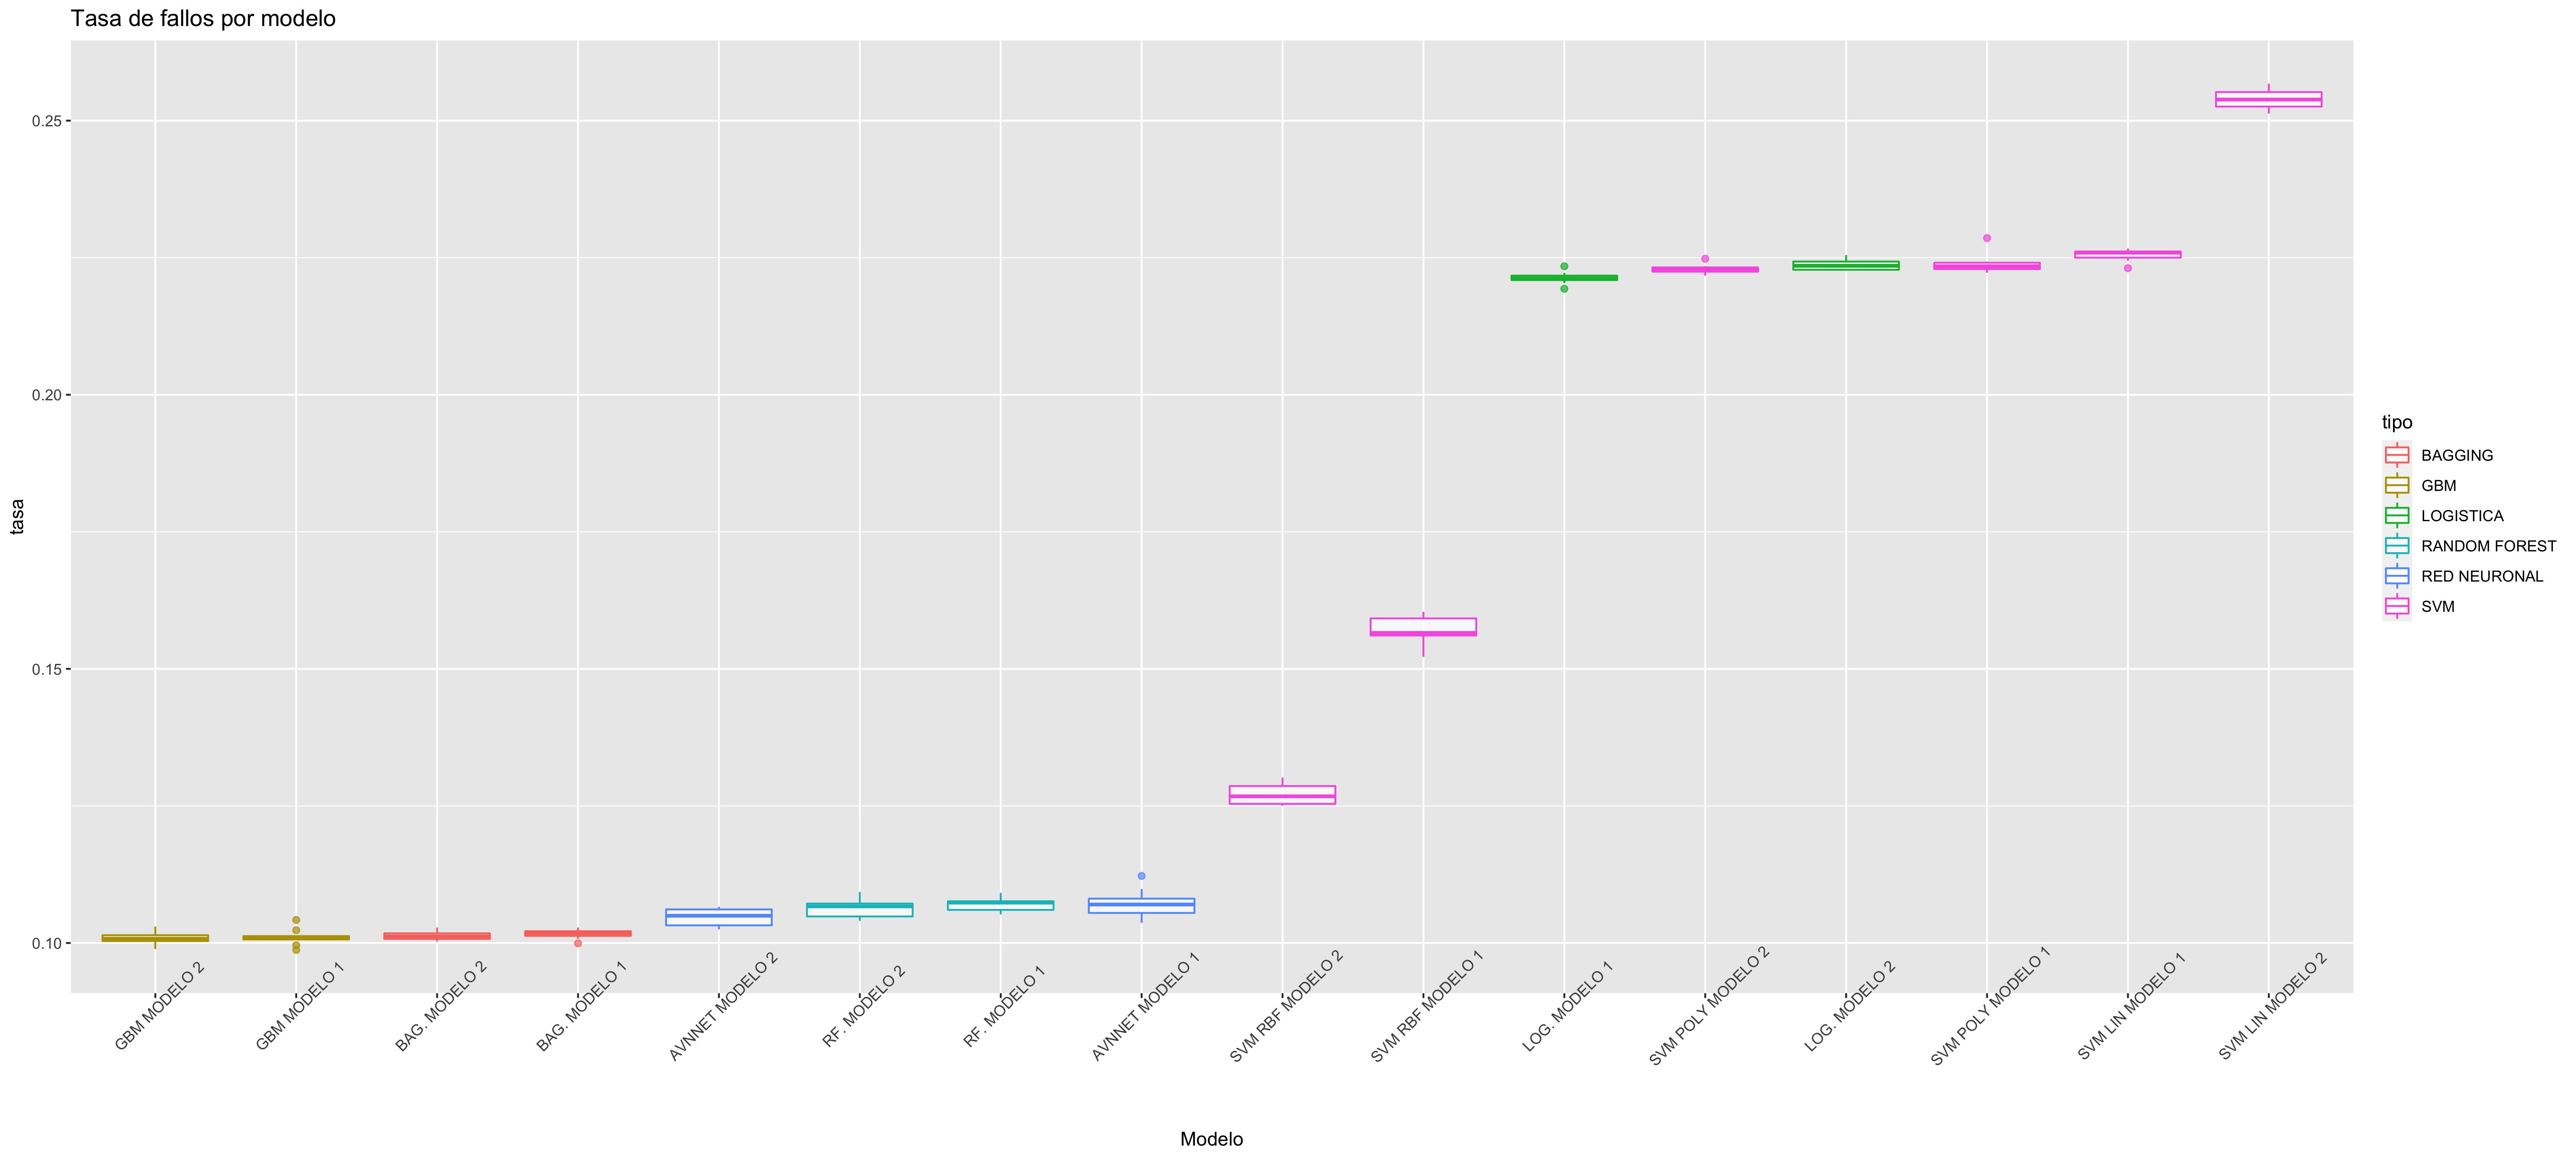 Tasa de fallos por modelo
tasa
0.25
0.20
0.15
0.10
GBM MODELO 2
GBM MODELO 1
BAG. MODELO 2
BAG. MODELO 1
AVNNET MODELO 2
RF. MODELO 2
RF. MODELO 1
AVNNET MODELO 1
SVM RBF MODELO 2
SVM RBF MODELO 1
LOG. MODELO 1
SVM POLY MODELO 2
LOG. MODELO 2
SVM POLY MODELO 1
SVM LIN MODELO 1
SVM LIN MODELO 2
Modelo
tipo
BAGGING
GBM
LOGISTICA
RANDOM FOREST
RED NEURONAL
SVM